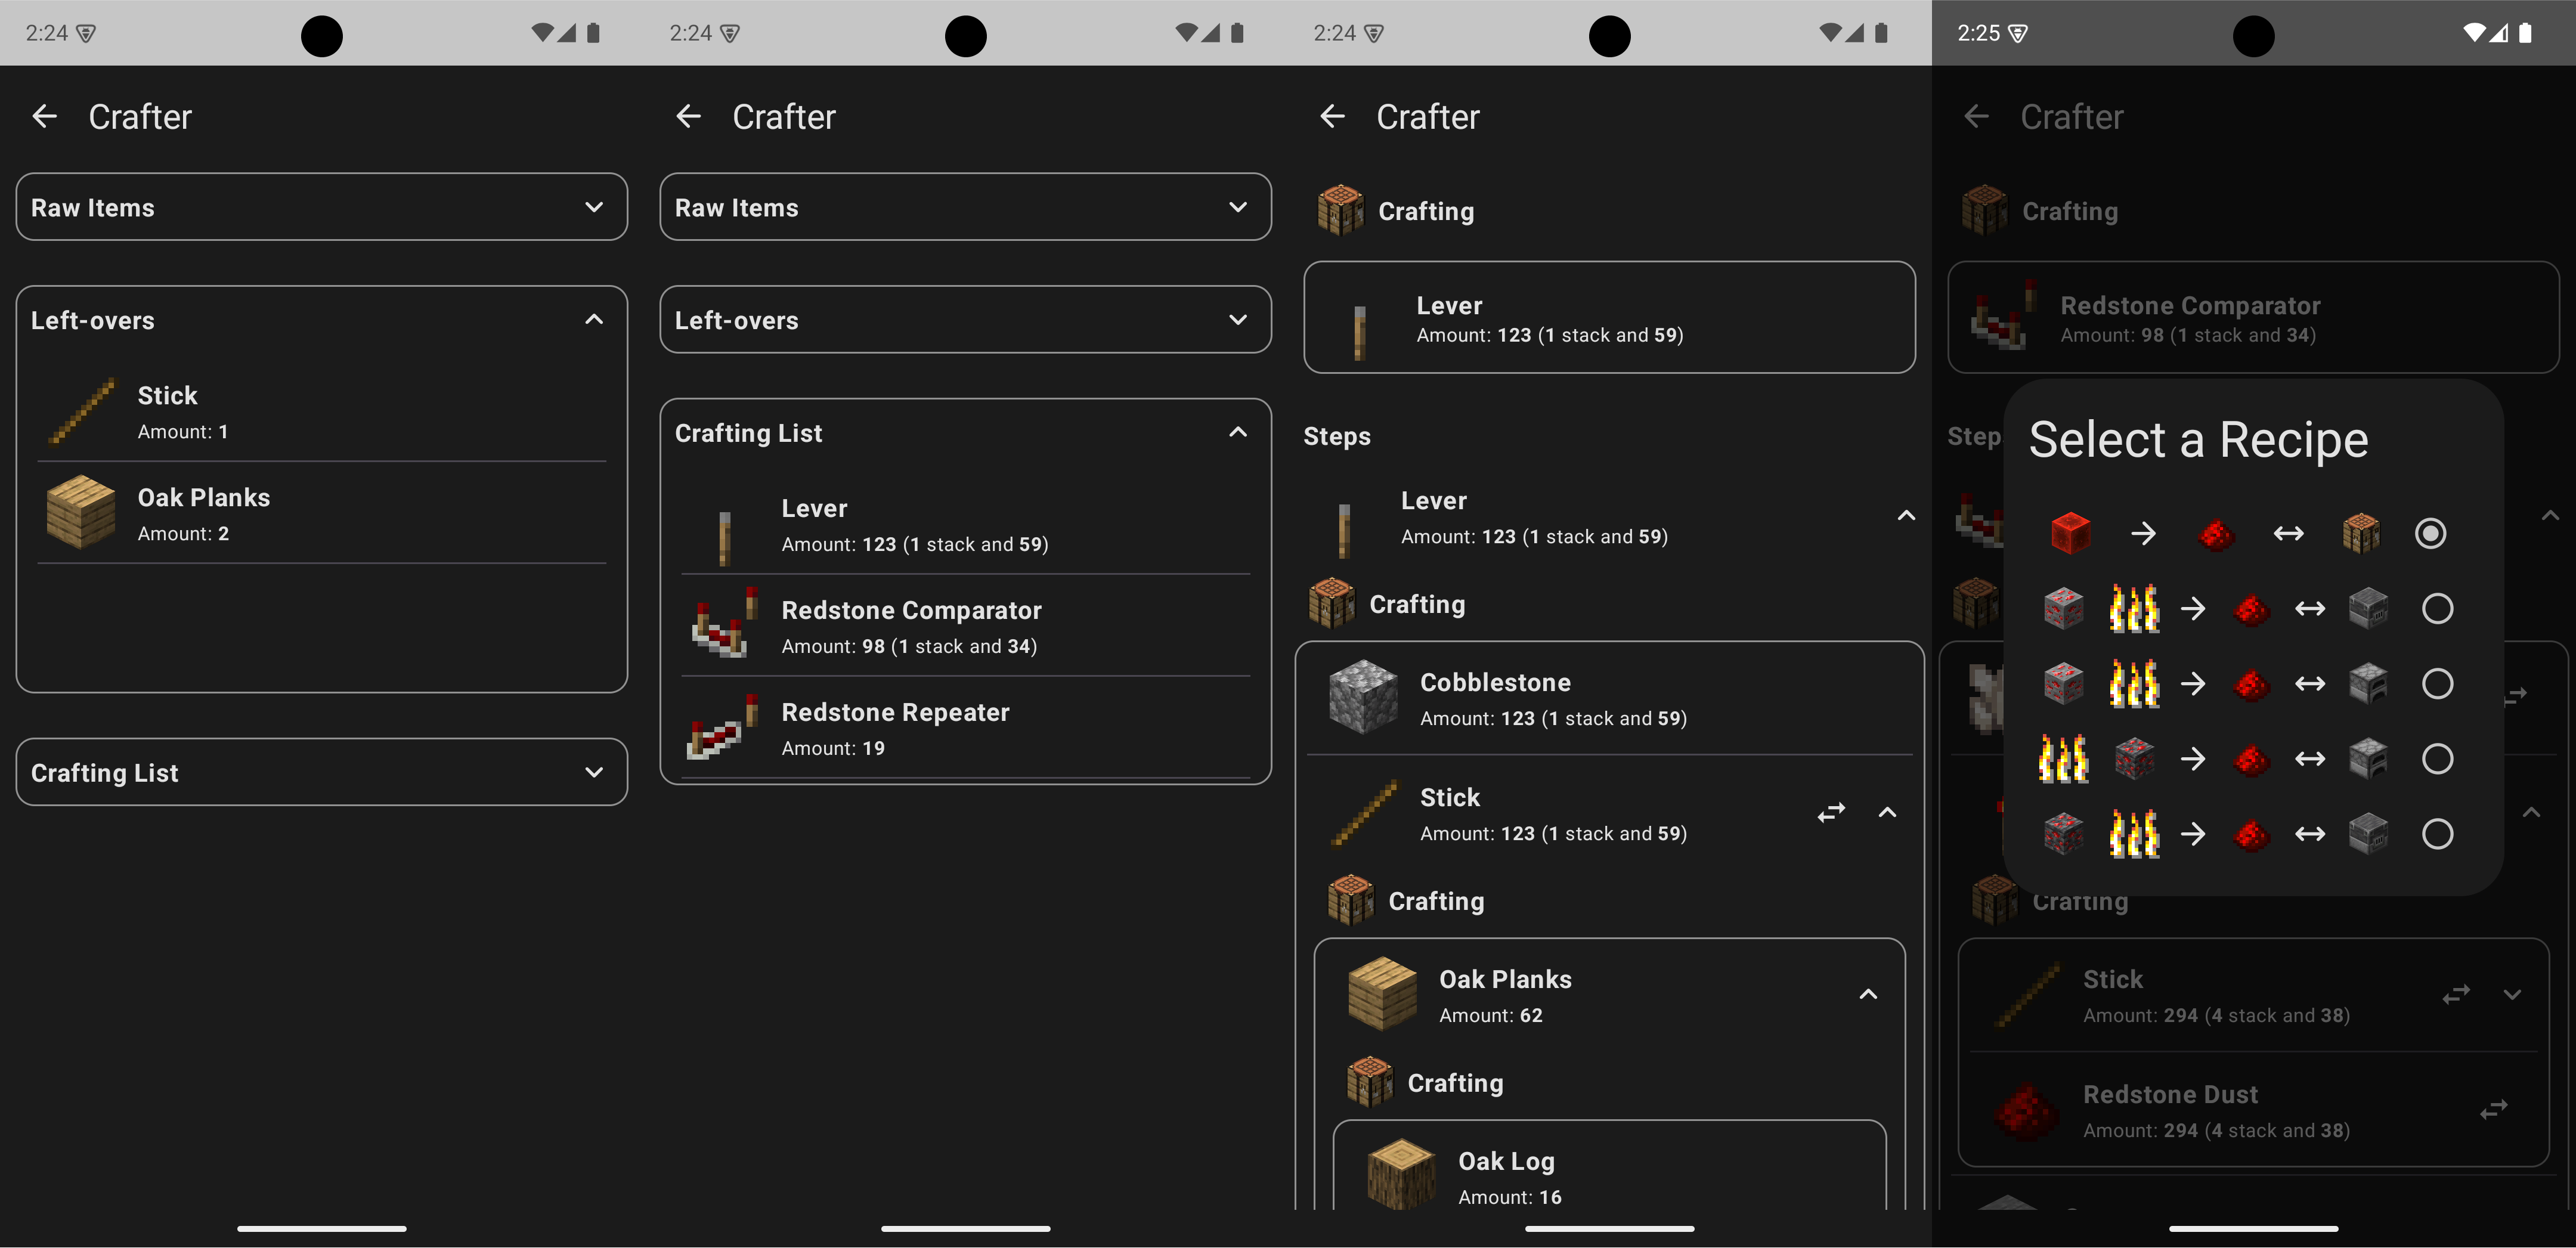 2:24
Crafter
Raw Items
Left-overs
Stick
Amount: 1
Oak Planks
Amount: 2
Crafting List
2:24
Crafter
Raw Items
Left-overs
Crafting List
Lever
Amount: 123 (1 stack and 59)
Redstone Comparator
Amount: 98 (1 stack and 34)
Redstone Repeater
Amount: 19
2:24
Crafter
Crafting
Lever
Amount: 123 (1 stack and 59)
Steps
Lever
Amount: 123 (1 stack and 59)
Crafting
Cobblestone
Amount: 123 (1 stack and 59)
Stick
Amount: 123 (1 stack and 59)
Crafting
Oak Planks
Amount: 62
Crafting
Oak Log
Amount: 16
2:25
Crafter
Crafting
Redstone Comparator
Amount: 98 (1 stack and 34)
Step
Select a Recipe
Crafting
Stick
Amount: 294 (4 stack and 38)
Redstone Dust
Amount: 294 (4 stack and 38)